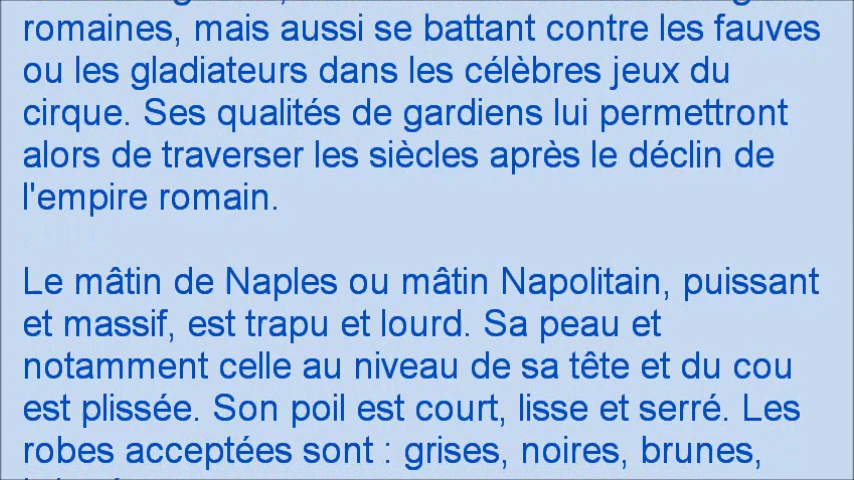 romaines, mais aussi se battant contre les fauves
ou les gladiateurs dans les célèbres jeux du
cirque. Ses qualités de gardiens lui permettront
alors de traverser les siècles après le déclin de
l'empire romain.
Le mâtin de Naples ou mâtin Napolitain, puissant
et massif, est trapu et lourd. Sa peau et
notamment celle au niveau de sa tête et du cou
est plissée. Son poil est court, lisse et serré. Les
robes acceptées sont : grises, noires, brunes,